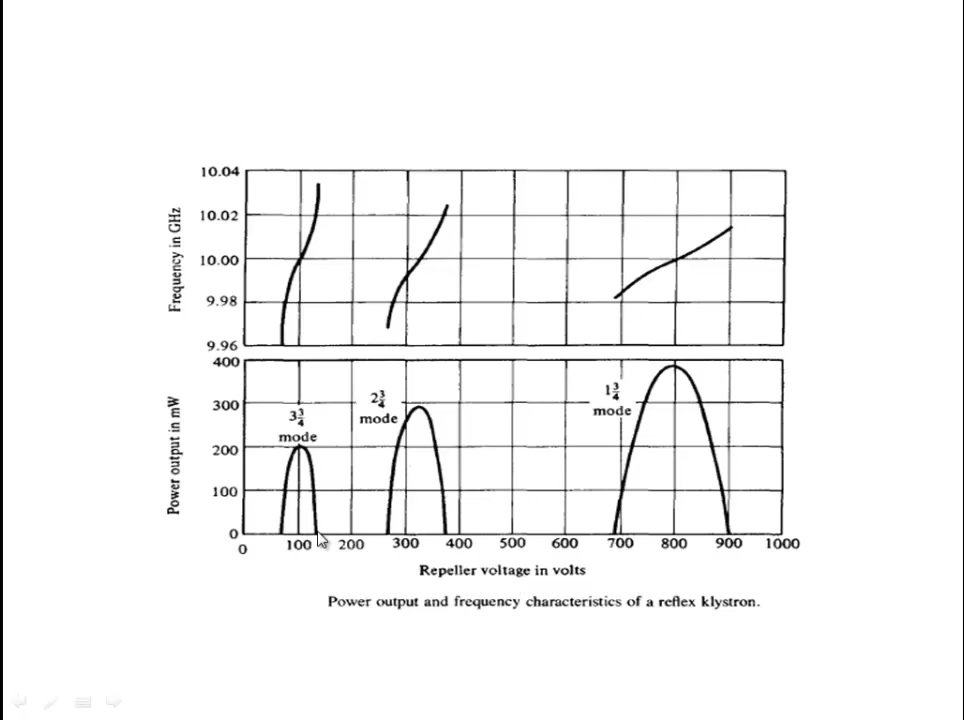 10.04
10.02
10.00
9.98
9.96
Frequency in GHz
400
300
200
100
0
Power output in mW
3¾
mode
2¾
mode
1¾
mode
0 100 200 300 400 500 600 700 800 900 1000
Repeller voltage in volts
Power output and frequency characteristics of a reflex klystron.